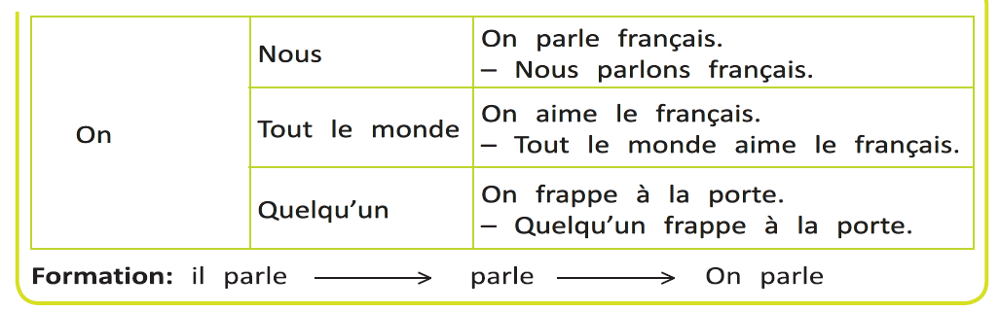 On
Nous
On parle français.
– Nous parlons français.
Tout le monde
On aime le français.
– Tout le monde aime le français.
Quelqu’un
On frappe à la porte.
– Quelqu’un frappe à la porte.
Formation: il parle ⟶ parle ⟶ On parle